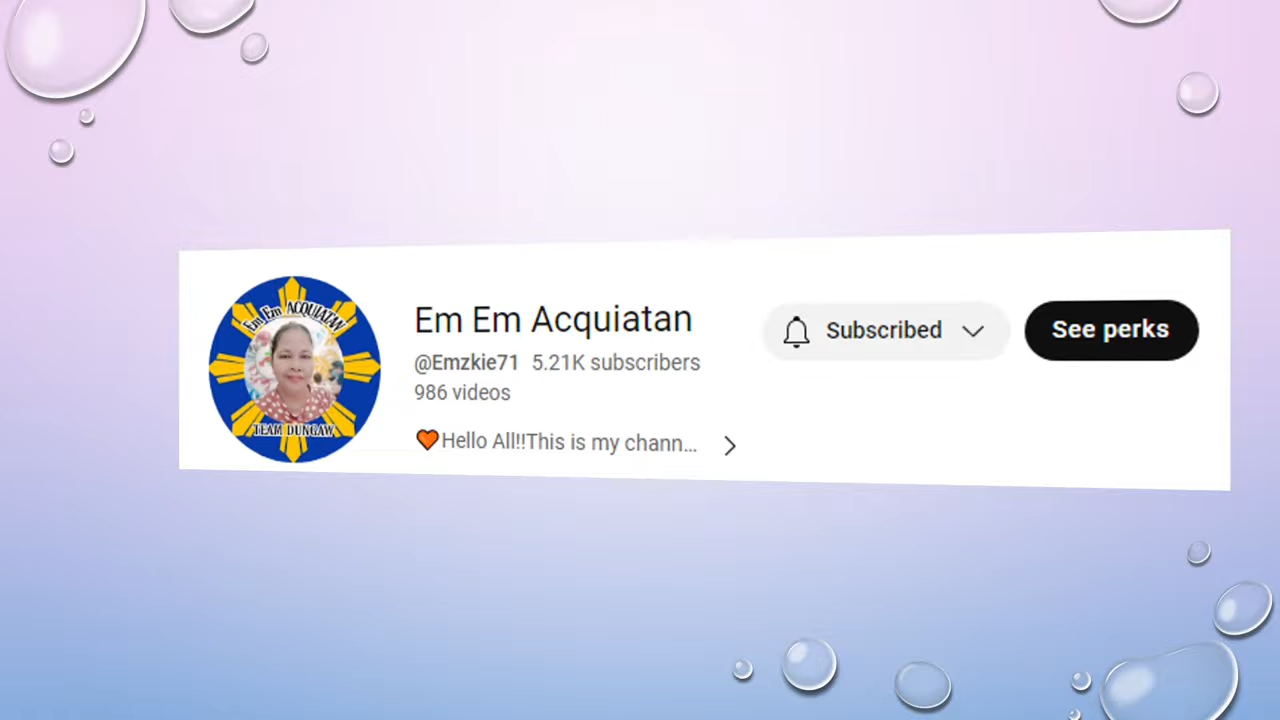 Em Em ACQUIATAN
TEAM DUNGAW
Em Em Acquiatan
@Emzkie71 5.21K subscribers
986 videos
🧡Hello All!!This is my chann...
Subscribed
See perks